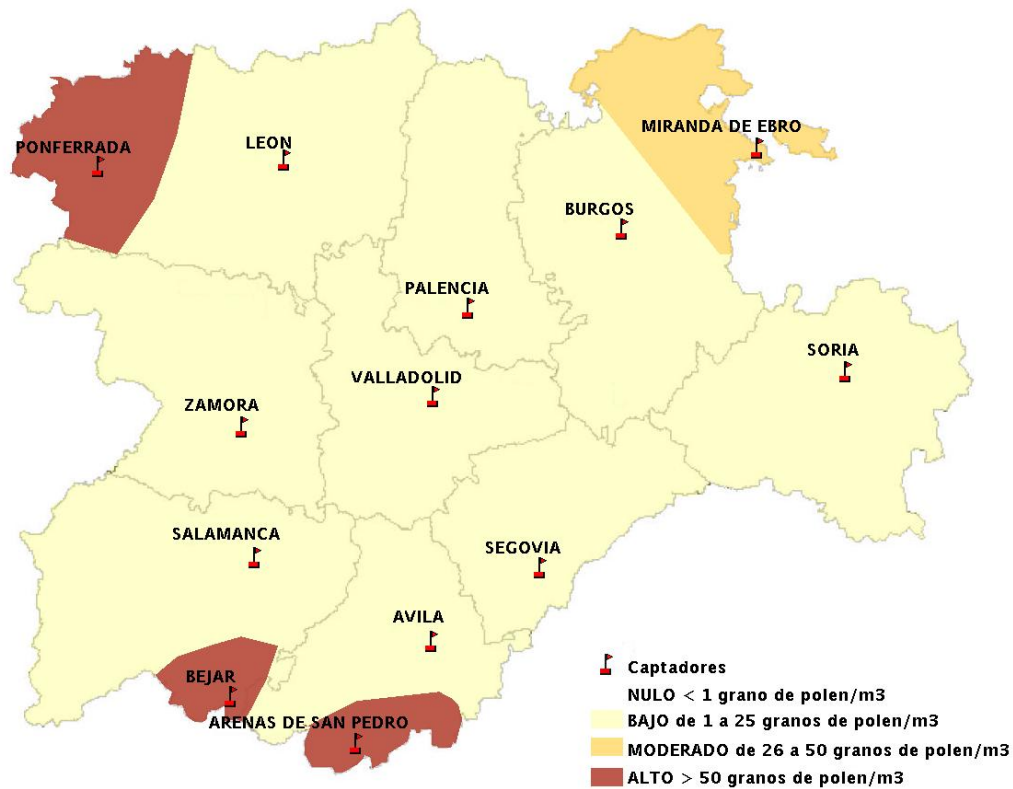 MIRANDA DE EBRO
PONFERRADA
LEON
BURGOS
PALENCIA
SORIA
VALLADOLID
ZAMORA
SALAMANCA
SEGOVIA
AVILA
BEJAR
ARENAS DE SAN PEDRO
Captadores
NULO < 1 grano de polen/m3
BAJO de 1 a 25 granos de polen/m3
MODERADO de 26 a 50 granos de polen/m3
ALTO > 50 granos de polen/m3